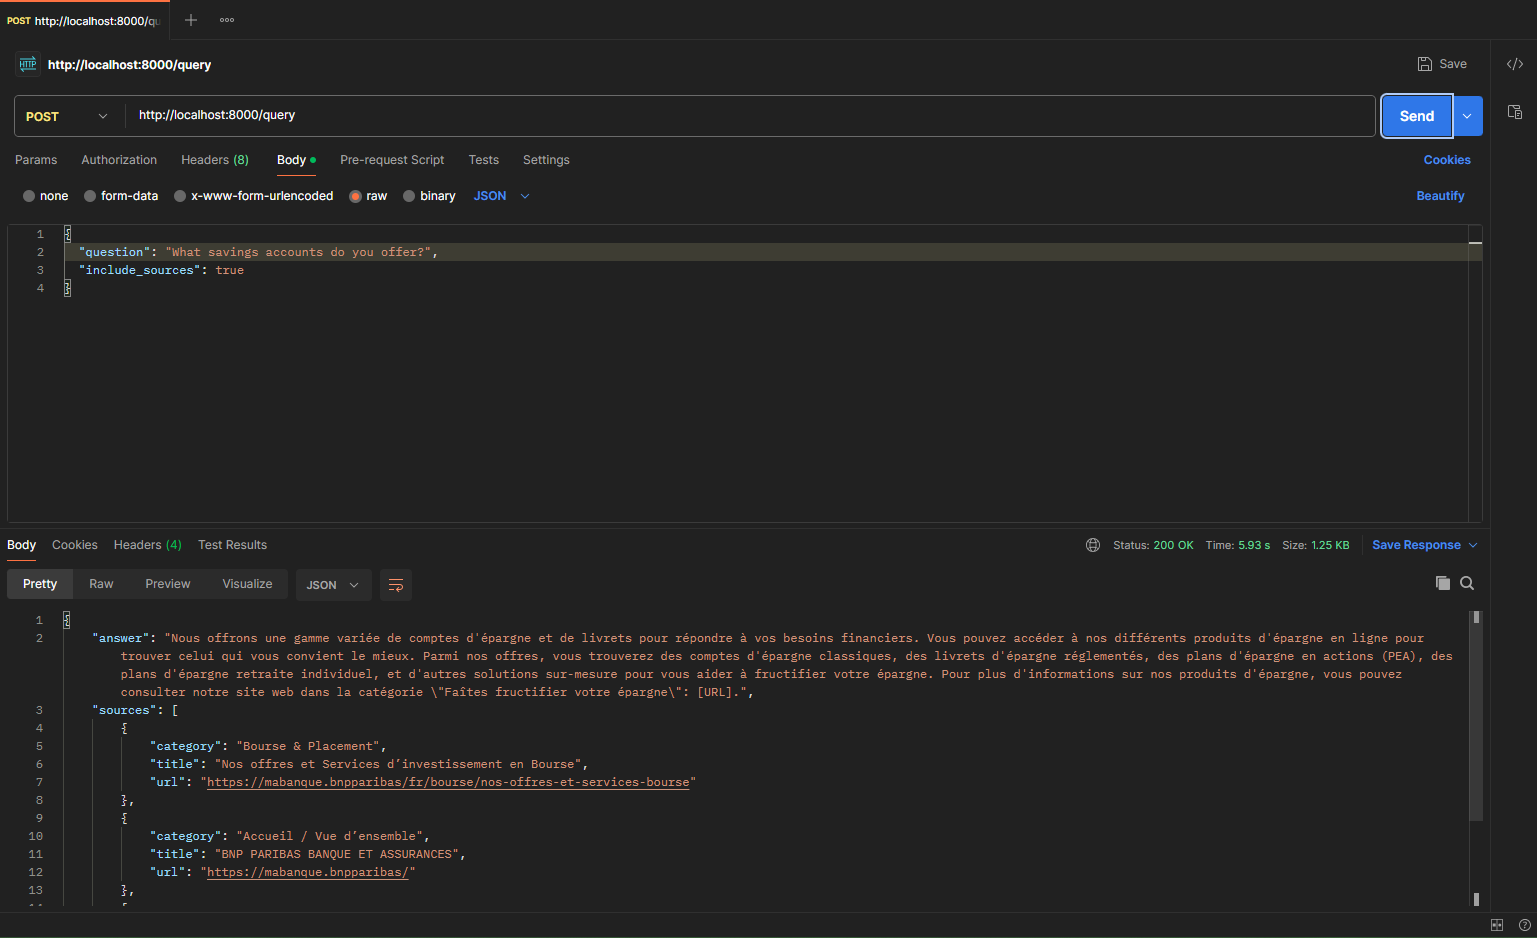 POST http://localhost:8000/qu
http://localhost:8000/query
Save
POST http://localhost:8000/query Send
Params Authorization Headers (8) Body Pre-request Script Tests Settings Cookies
none form-data x-www-form-urlencoded raw binary JSON Beautify
1 {
2 "question": "What savings accounts do you offer?",
3 "include_sources": true
4 }
Body Cookies Headers (4) Test Results Status: 200 OK Time: 5.93 s Size: 1.25 KB Save Response
Pretty Raw Preview Visualize JSON
1 {
2 "answer": "Nous offrons une gamme variée de comptes d'épargne et de livrets pour répondre à vos besoins financiers. Vous pouvez accéder à nos différents produits d'épargne en ligne pour
trouver celui qui vous convient le mieux. Parmi nos offres, vous trouverez des comptes d'épargne classiques, des livrets d'épargne réglementés, des plans d'épargne en actions (PEA), des
plans d'épargne retraite individuel, et d'autres solutions sur-mesure pour vous aider à fructifier votre épargne. Pour plus d'informations sur nos produits d'épargne, vous pouvez
consulter notre site web dans la catégorie \"Faîtes fructifier votre épargne\": [URL].",
3 "sources": [
4 {
5 "category": "Bourse & Placement",
6 "title": "Nos offres et Services d’investissement en Bourse",
7 "url": "https://mabanque.bnpparibas/fr/bourse/nos-offres-et-services-bourse"
8 },
9 {
10 "category": "Accueil / Vue d’ensemble",
11 "title": "BNP PARIBAS BANQUE ET ASSURANCES",
12 "url": "https://mabanque.bnpparibas/"
13 },